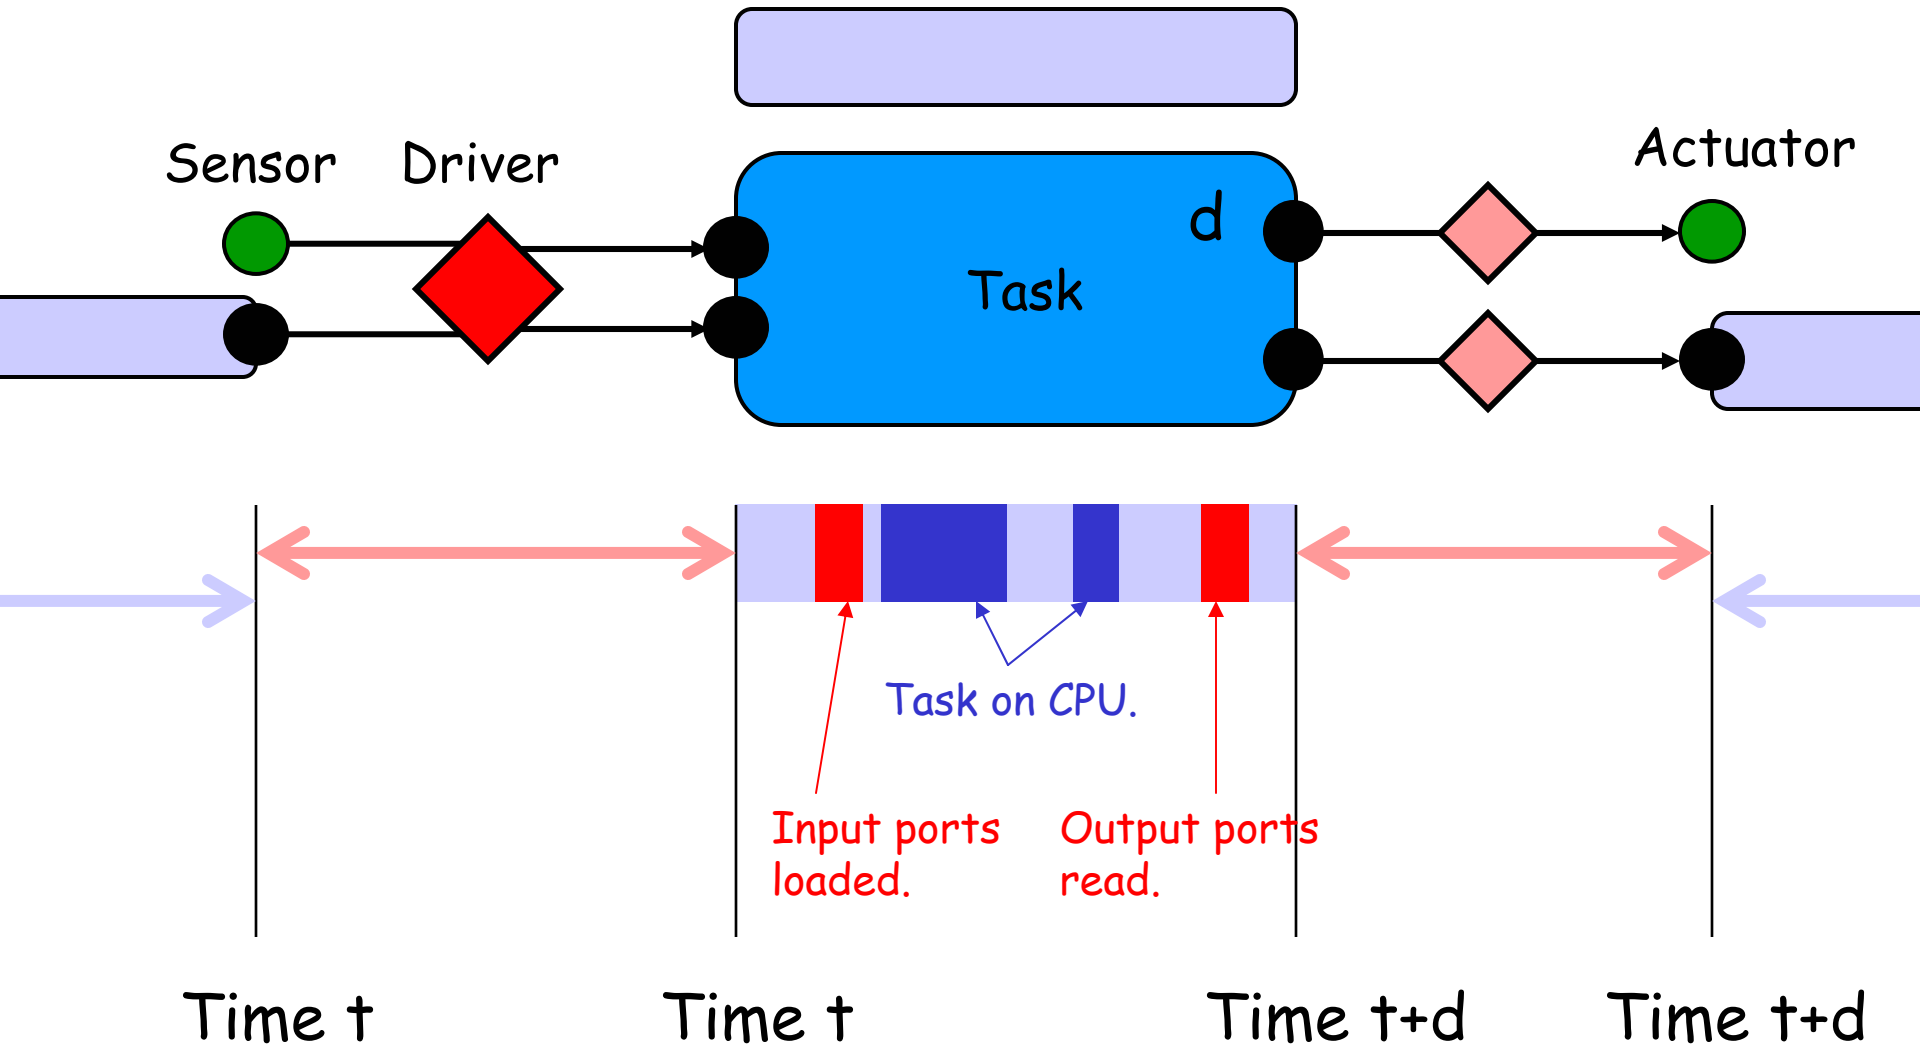 Sensor
Driver
Actuator
d
Task
Task on CPU.
Input ports
loaded.
Output ports
read.
Time t
Time t
Time t+d
Time t+d